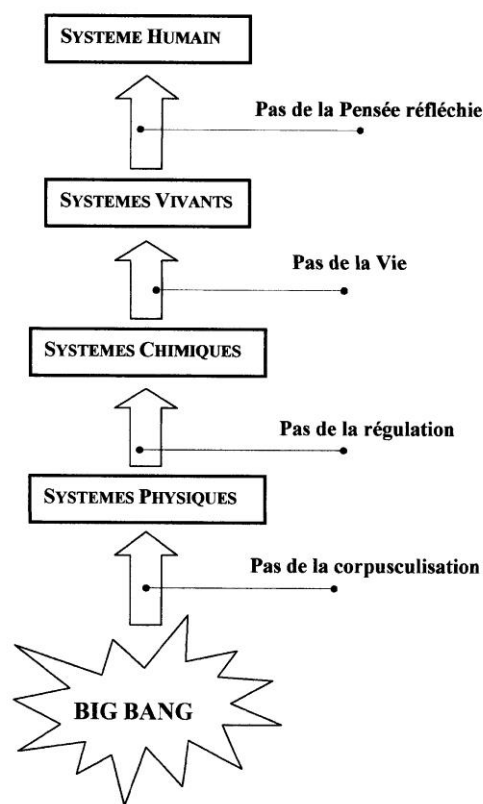 SYSTEME HUMAIN
Pas de la Pensée réfléchie
SYSTEMES VIVANTS
Pas de la Vie
SYSTEMES CHIMIQUES
Pas de la régulation
SYSTEMES PHYSIQUES
Pas de la corpusculisation
BIG BANG